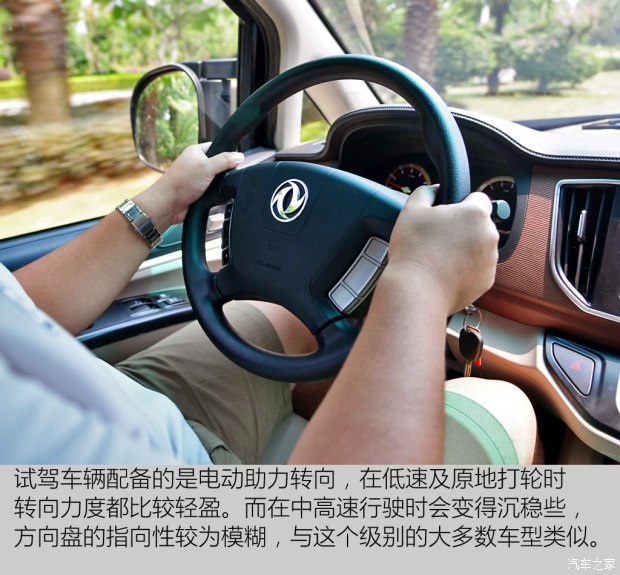 试驾车辆配备的是电动助力转向，在低速及原地打轮时
转向力度都比较轻盈。而在中高速行驶时会变得沉稳些，
方向盘的指向性较为模糊，与这个级别的大多数车型类似。
汽车之家